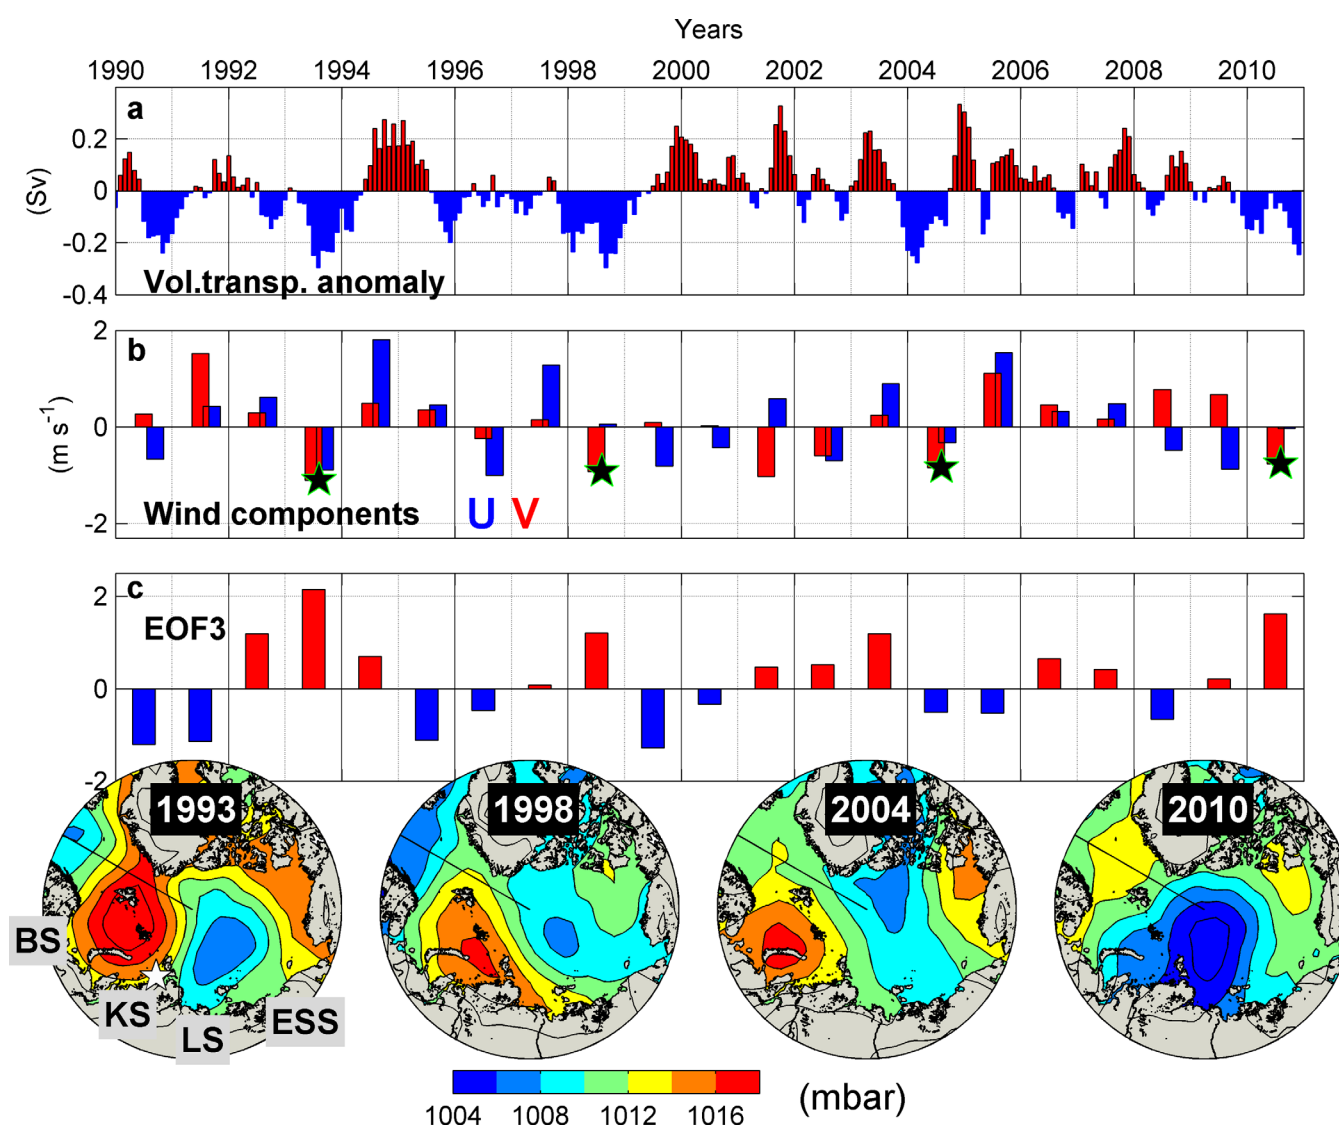 Years
1990 1992 1994 1996 1998 2000 2002 2004 2006 2008 2010
a
0.2
0
-0.2
-0.4
(Sv)
Vol.transp. anomaly
b
2
0
-2
(m s⁻¹)
Wind components U V
c
2
0
-2
EOF3
1993 1998 2004 2010
BS
KS
LS
ESS
1004 1008 1012 1016
(mbar)